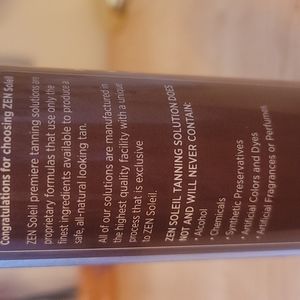 Congratulations for choosing ZEN Soleil
ZEN Soleil premiere tanning solutions are
proprietary formulas that use only the
finest ingredients available to produce a
safe, all-natural looking tan.
All of our solutions are manufactured in
the highest quality facility with a unique
process that is exclusive
to ZEN Soleil.
ZEN SOLEIL TANNING SOLUTION DOES
NOT AND WILL NEVER CONTAIN:
• Alcohol
• Chemicals
• Synthetic Preservatives
• Artificial Colors and Dyes
• Artificial Fragrances or Perfumes